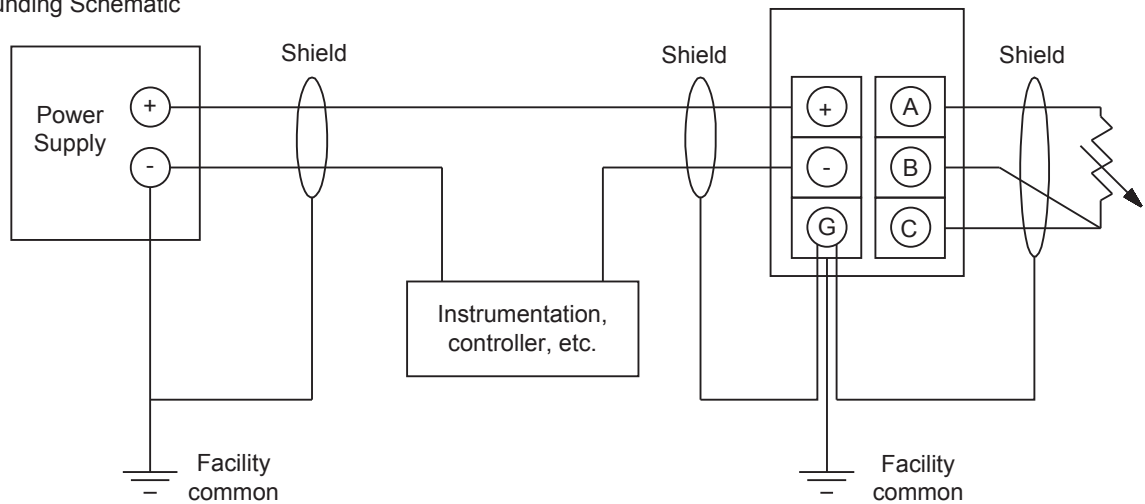 unding Schematic
Shield
Shield
Shield
Power
Supply
+
-
+
-
G
A
B
C
Instrumentation,
controller, etc.
Facility
common
Facility
common